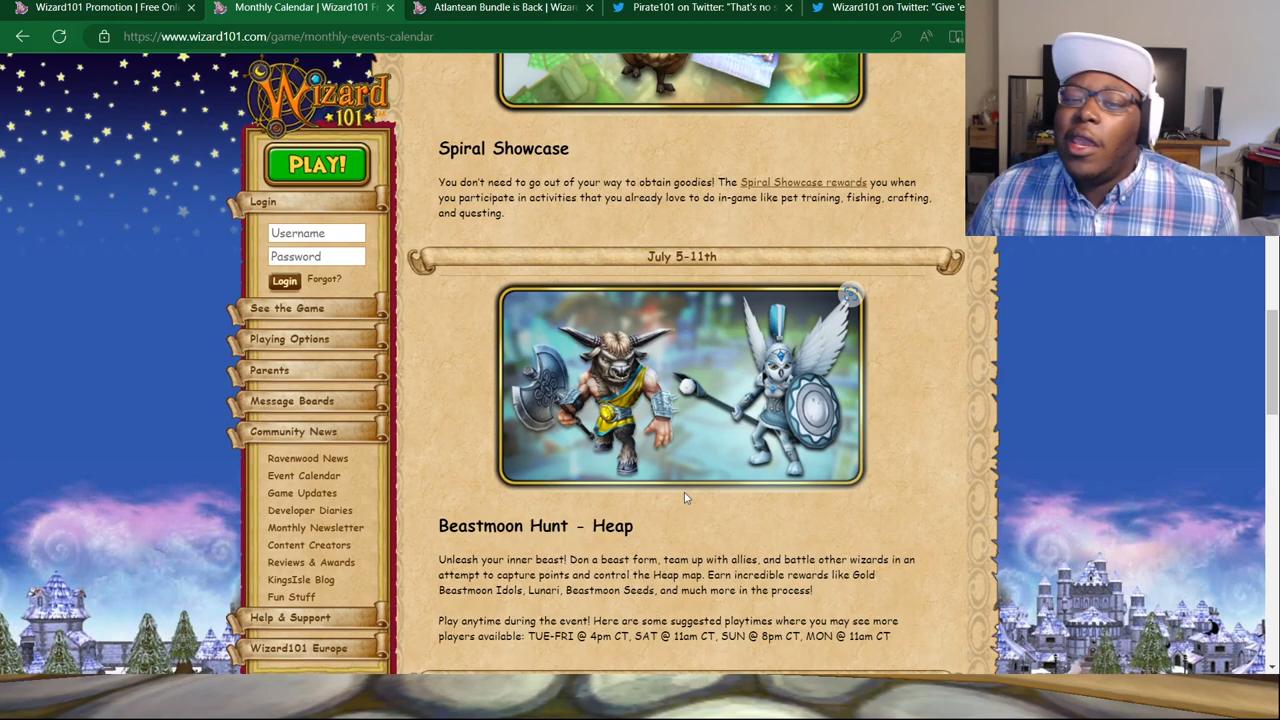 Wizard101 Promotion | Free Onli
Monthly Calendar | Wizard101 Fr
Atlantean Bundle is Back | Wizar
Pirate101 on Twitter: "That's no s
Wizard101 on Twitter: "Give 'e
https://www.wizard101.com/game/monthly-events-calendar
Wizard
101
PLAY!
Login
Username
Password
Login Forgot?
See the Game
Playing Options
Parents
Message Boards
Community News
Ravenwood News
Event Calendar
Game Updates
Developer Diaries
Monthly Newsletter
Content Creators
Reviews & Awards
KingsIsle Blog
Fun Stuff
Help & Support
Wizard101 Europe
Spiral Showcase
You don't need to go out of your way to obtain goodies! The Spiral Showcase rewards you when
you participate in activities that you already love to do in-game like pet training, fishing, crafting,
and questing.
July 5-11th
Beastmoon Hunt - Heap
Unleash your inner beast! Don a beast form, team up with allies, and battle other wizards in an
attempt to capture points and control the Heap map. Earn incredible rewards like Gold
Beastmoon Idols, Lunari, Beastmoon Seeds, and much more in the process!
Play anytime during the event! Here are some suggested playtimes where you may see more
players available: TUE-FRI @ 4pm CT, SAT @ 11am CT, SUN @ 8pm CT, MON @ 11am CT